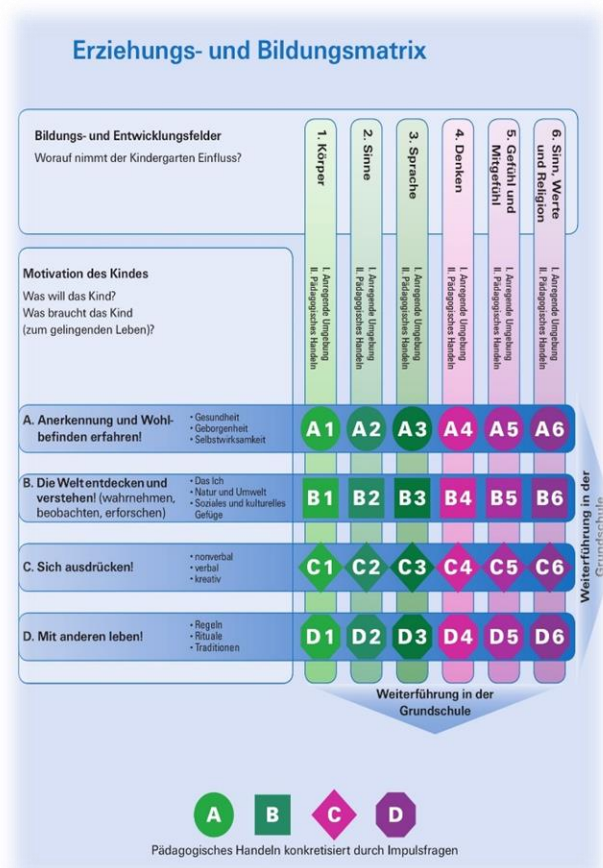 Erziehungs- und Bildungsmatrix
Bildungs- und Entwicklungsfelder
Worauf nimmt der Kindergarten Einfluss?
1. Körper
2. Sinne
3. Sprache
4. Denken
5. Gefühl und
Mitgefühl
6. Sinn, Werte
und Religion
Motivation des Kindes
Was will das Kind?
Was braucht das Kind
(zum gelingenden Leben)?
I. Anregende Umgebung
II. Pädagogisches Handeln
I. Anregende Umgebung
II. Pädagogisches Handeln
I. Anregende Umgebung
II. Pädagogisches Handeln
I. Anregende Umgebung
II. Pädagogisches Handeln
I. Anregende Umgebung
II. Pädagogisches Handeln
I. Anregende Umgebung
II. Pädagogisches Handeln
A. Anerkennung und Wohl-
befinden erfahren!
• Gesundheit
• Geborgenheit
• Selbstwirksamkeit
A1 A2 A3 A4 A5 A6
B. Die Welt entdecken und
verstehen! (wahrnehmen,
beobachten, erforschen)
• Das Ich
• Natur und Umwelt
• Soziales und kulturelles
Gefüge
B1 B2 B3 B4 B5 B6
C. Sich ausdrücken!
• nonverbal
• verbal
• kreativ
C1 C2 C3 C4 C5 C6
D. Mit anderen leben!
• Regeln
• Rituale
• Traditionen
D1 D2 D3 D4 D5 D6
Weiterführung in der
Grundschule
Weiterführung in der
Grundschule
A B C D
Pädagogisches Handeln konkretisiert durch Impulsfragen